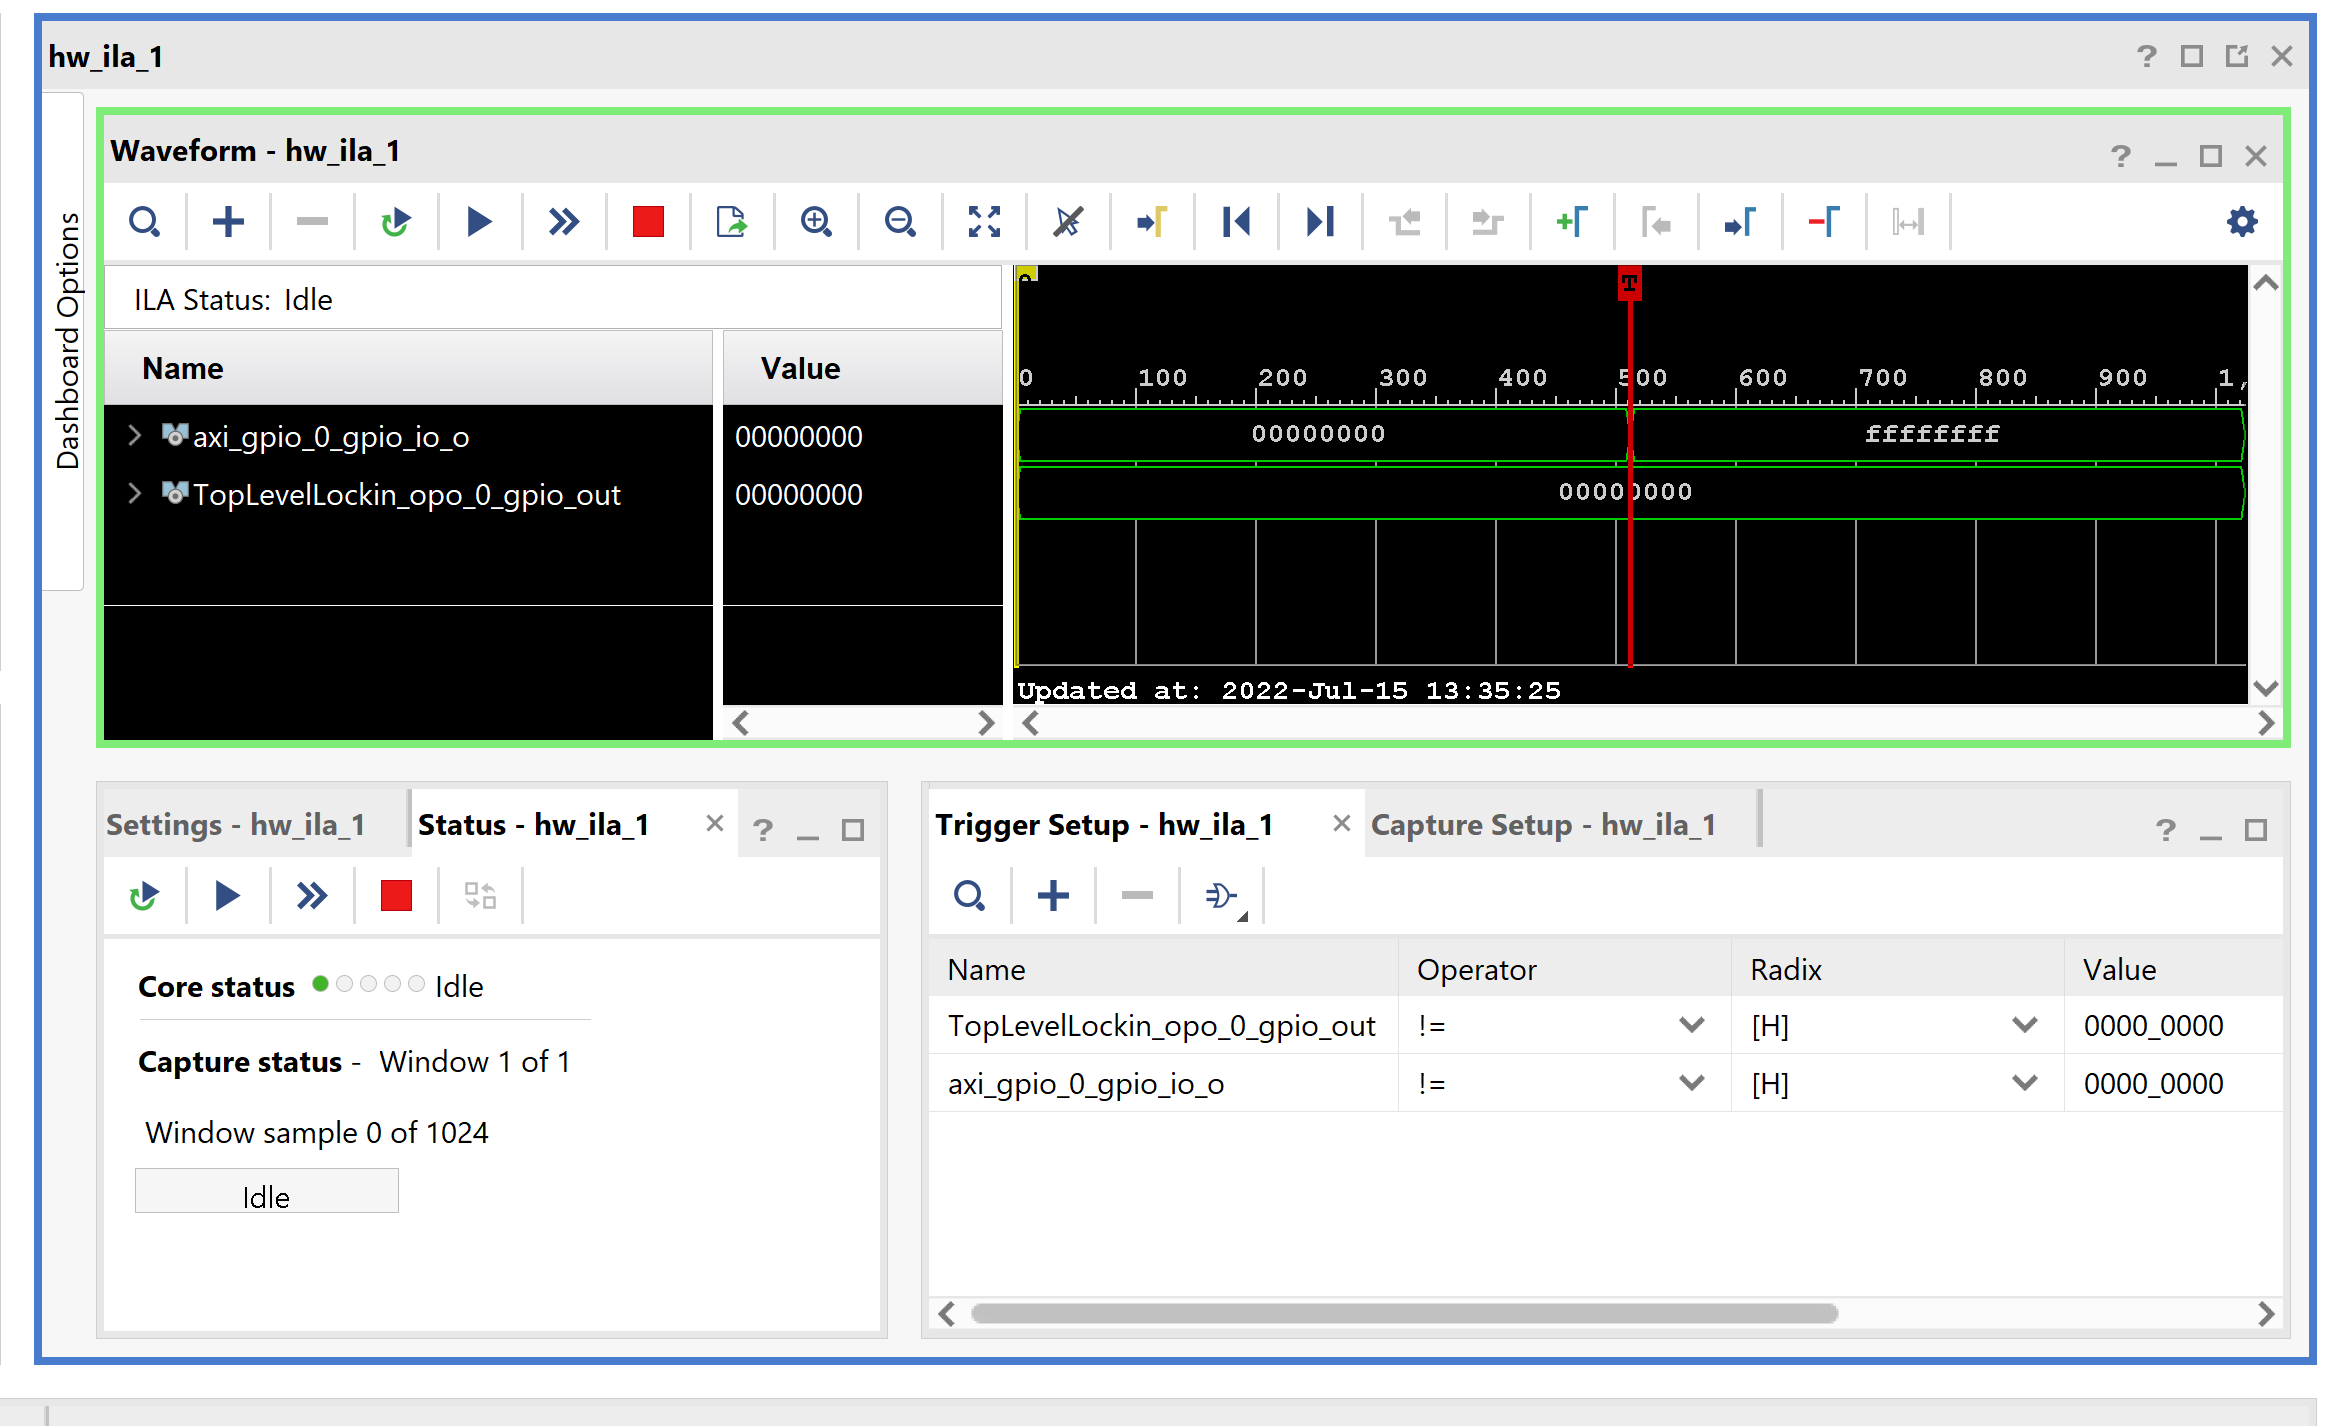 hw_ila_1
Dashboard Options
Waveform - hw_ila_1
ILA Status: Idle
Name Value
0 100 200 300 400 500 600 700 800 900 1,
axi_gpio_0_gpio_io_o 00000000 00000000 ffffffff
TopLevelLockin_opo_0_gpio_out 00000000 00000000
T
Updated at: 2022-Jul-15 13:35:25
Settings - hw_ila_1 Status - hw_ila_1
Core status Idle
Capture status - Window 1 of 1
Window sample 0 of 1024
Idle
Trigger Setup - hw_ila_1 Capture Setup - hw_ila_1
Name Operator Radix Value
TopLevelLockin_opo_0_gpio_out != [H] 0000_0000
axi_gpio_0_gpio_io_o != [H] 0000_0000